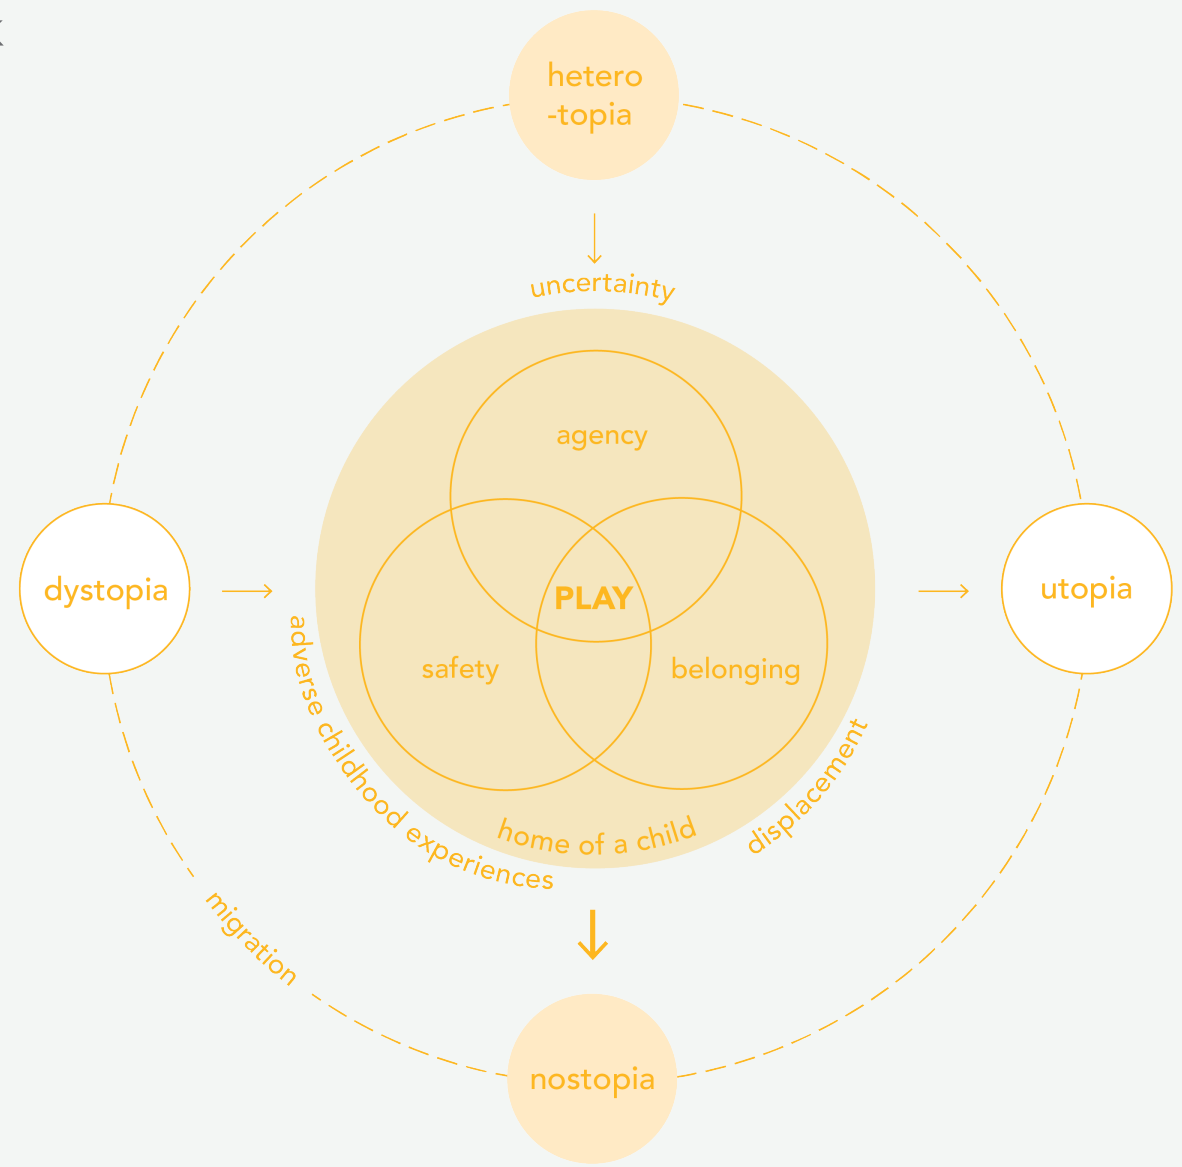 hetero
-topia
uncertainty
agency
dystopia
PLAY
utopia
safety
belonging
adverse childhood experiences
displacement
home of a child
migration
nostopia